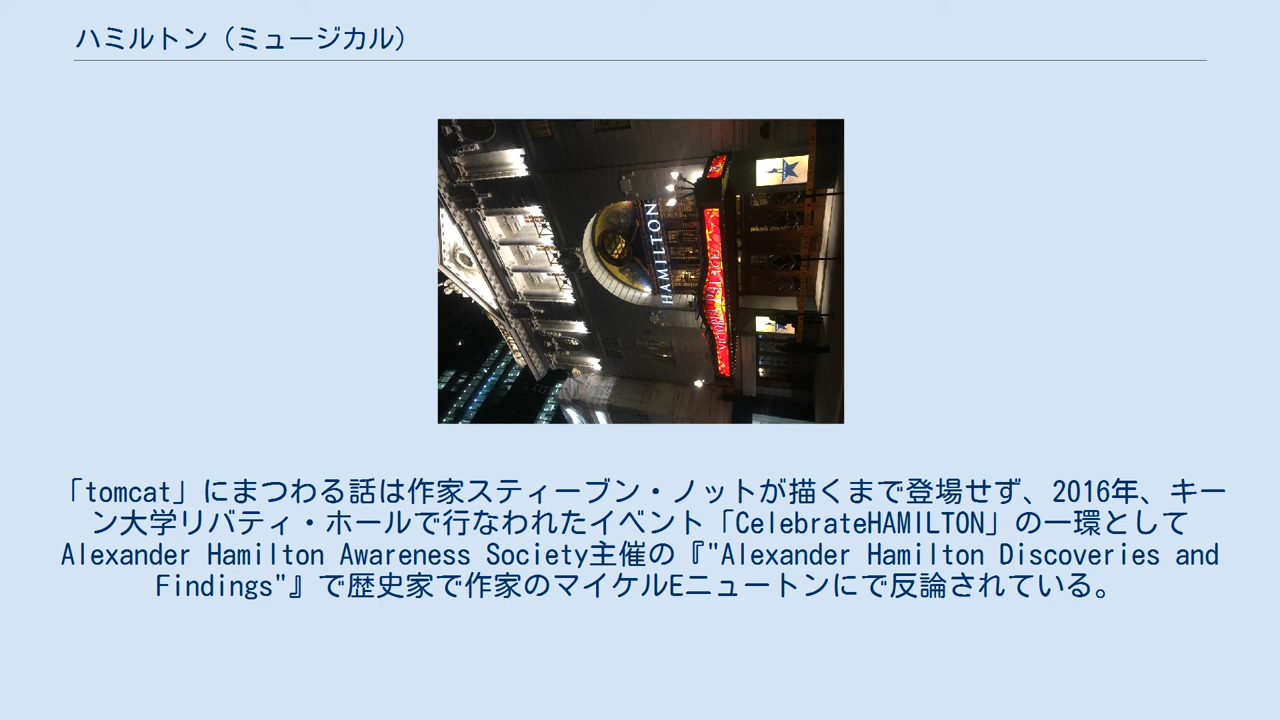 ハミルトン（ミュージカル）
HAMILTON
VICTORIA PALACE
「tomcat」にまつわる話は作家スティーブン・ノットが描くまで登場せず、2016年、キー
ン大学リバティ・ホールで行なわれたイベント「CelebrateHAMILTON」の一環として
Alexander Hamilton Awareness Society主催の『"Alexander Hamilton Discoveries and
Findings"』で歴史家で作家のマイケルEニュートンにで反論されている。